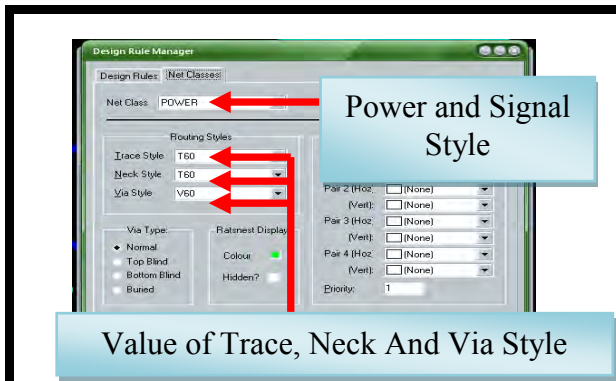 Design Rule Manager
Design Rules Net Classes
Net Class POWER
Power and Signal
Style
Routing Styles
Trace Style T60
Neck Style T60
Via Style V60
Pair 2 (Hoz (None)
(Vert): (None)
Pair 3 (Hoz (None)
(Vert): (None)
Pair 4 (Hoz (None)
(Vert): (None)
Priority: 1
Via Type:
Normal
Top Blind
Bottom Blind
Buried
Ratsnest Display
Colour
Hidden?
Value of Trace, Neck And Via Style